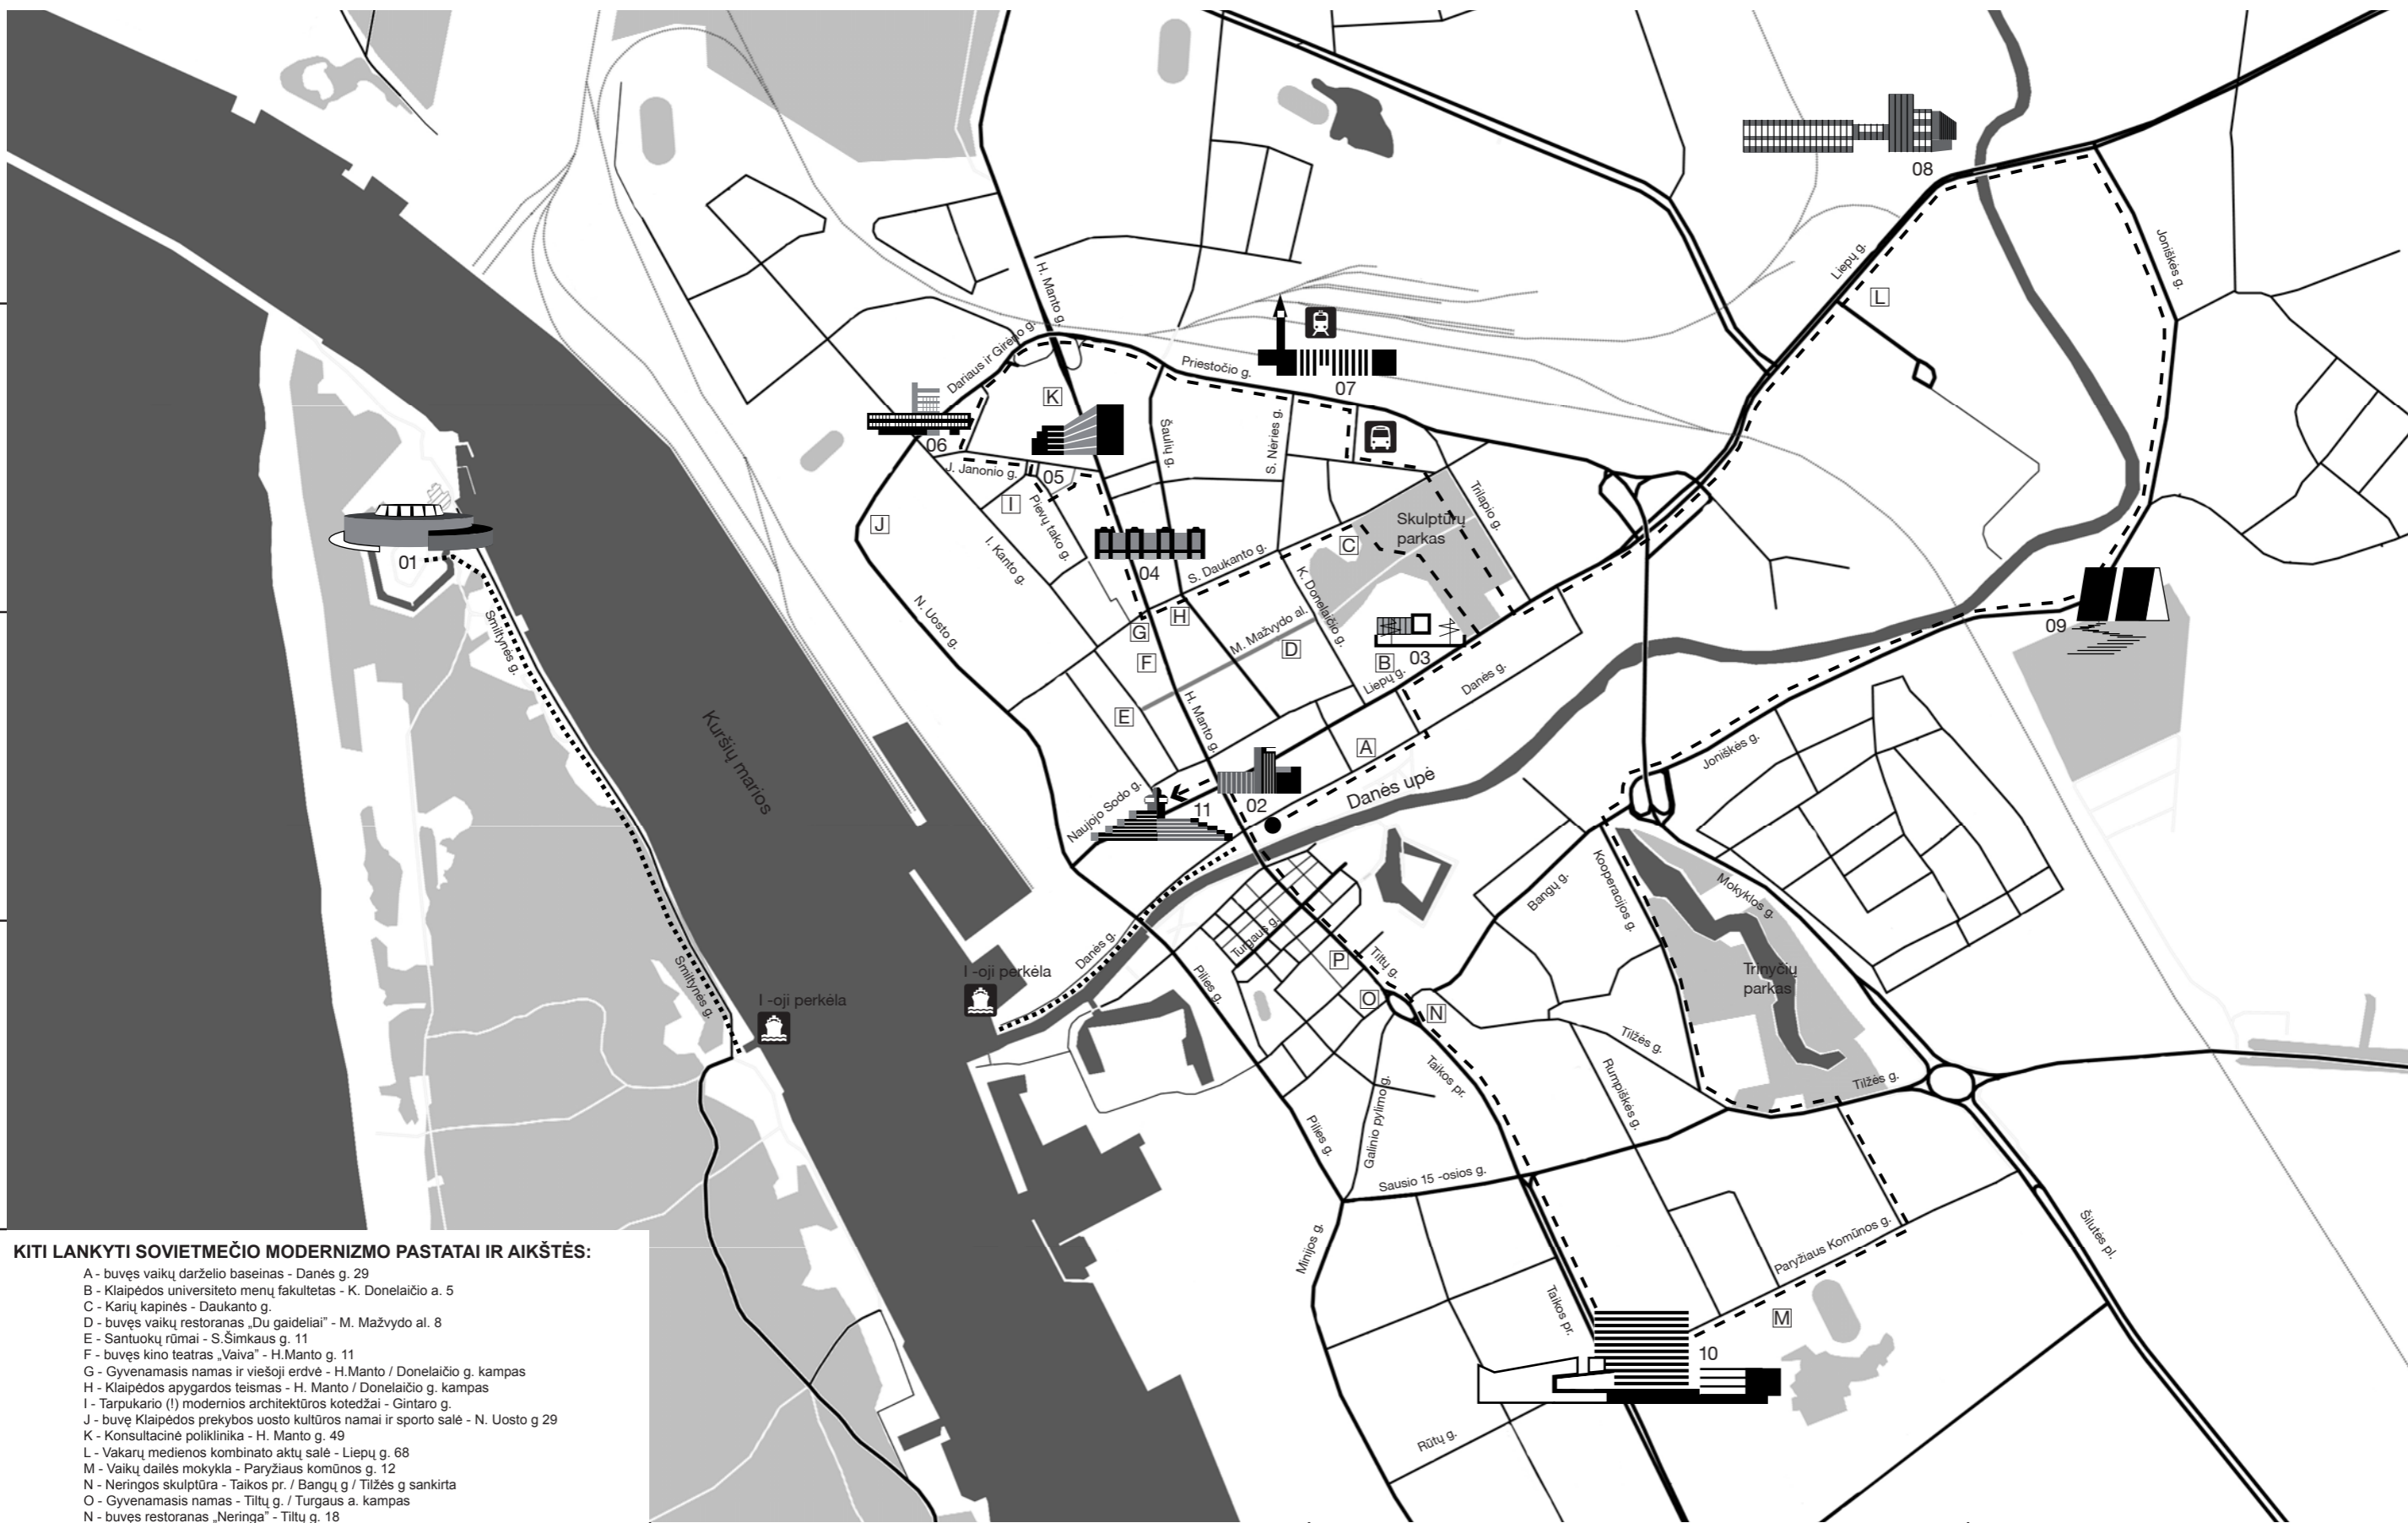 08
Joniškės g.
Liepų g.
L
H. Manto g.
Dariaus ir Girėno g.
Priestočio g.
07
K
06
Šaulių g.
S. Nėries g.
J. Janonio g.
05
I
Pievų tako g.
Trilapio g.
Skulptūrų
parkas
J
C
01
I. Kanto g.
04
S. Daukanto g.
K. Donelaičio g.
N. Uosto g.
H
G
M. Mažvydo al.
Smiltynės g.
F
D
B
03
09
Liepų g.
Danės g.
E
H. Manto g.
Kuršių marios
A
Joniškės g.
Naujojo Sodo g.
11
02
Danės upė
Kooperacijos g.
Bangų g.
Mokyklos g.
Turgaus g.
Danės g.
P
Tiltų g.
Pilies g.
Smiltynės g.
I -oji perkėla
I -oji perkėla
Trinyčių
parkas
O
N
Tilžės g.
Taikos pr.
Rumpiškės g.
Tilžės g.
Galinio pylimo g.
Pilies g.
Sausio 15 -osios g.
Minijos g.
Šilutės pl.
Paryžiaus Komūnos g.
Taikos pr.
M
10
Rūtų g.
KITI LANKYTI SOVIETMEČIO MODERNIZMO PASTATAI IR AIKŠTĖS:
A - buvęs vaikų darželio baseinas - Danės g. 29
B - Klaipėdos universiteto menų fakultetas - K. Donelaičio a. 5
C - Karių kapinės - Daukanto g.
D - buvęs vaikų restoranas „Du gaideliai” - M. Mažvydo al. 8
E - Santuokų rūmai - S.Šimkaus g. 11
F - buvęs kino teatras „Vaiva” - H.Manto g. 11
G - Gyvenamasis namas ir viešoji erdvė - H.Manto / Donelaičio g. kampas
H - Klaipėdos apygardos teismas - H. Manto / Donelaičio g. kampas
I - Tarpukario (!) modernios architektūros kotedžai - Gintaro g.
J - buvę Klaipėdos prekybos uosto kultūros namai ir sporto salė - N. Uosto g 29
K - Konsultacinė poliklinika - H. Manto g. 49
L - Vakarų medienos kombinato aktų salė - Liepų g. 68
M - Vaikų dailės mokykla - Paryžiaus komūnos g. 12
N - Neringos skulptūra - Taikos pr. / Bangų g / Tilžės g sankirta
O - Gyvenamasis namas - Tiltų g. / Turgaus a. kampas
N - buvęs restoranas „Neringa” - Tiltų g. 18